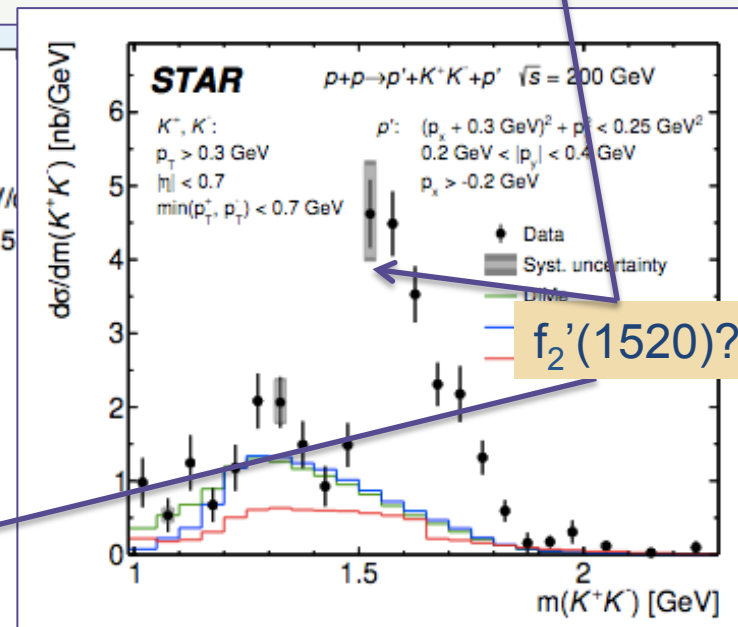 STAR p+p→p'+K⁺K⁻+p' √s = 200 GeV
K⁺, K⁻:
p_T > 0.3 GeV
|η| < 0.7
min(p_T⁺, p_T⁻) < 0.7 GeV
p': (p_x + 0.3 GeV)² + p_y² < 0.25 GeV²
0.2 GeV < |p_y| < 0.4 GeV
p_x > -0.2 GeV
Data
Syst. uncertainty
f₂'(1520)?
dσ/dm(K⁺K⁻) [nb/GeV]
6
5
4
3
2
1
0
1 1.5 2
m(K⁺K⁻) [GeV]